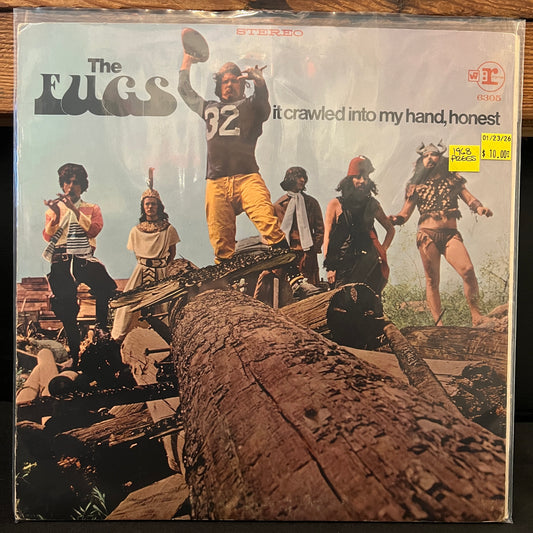 STEREO
The
FUGS
it crawled into my hand, honest
W R
6305
1968
PRESS
01/23/26
$ 10.00
32